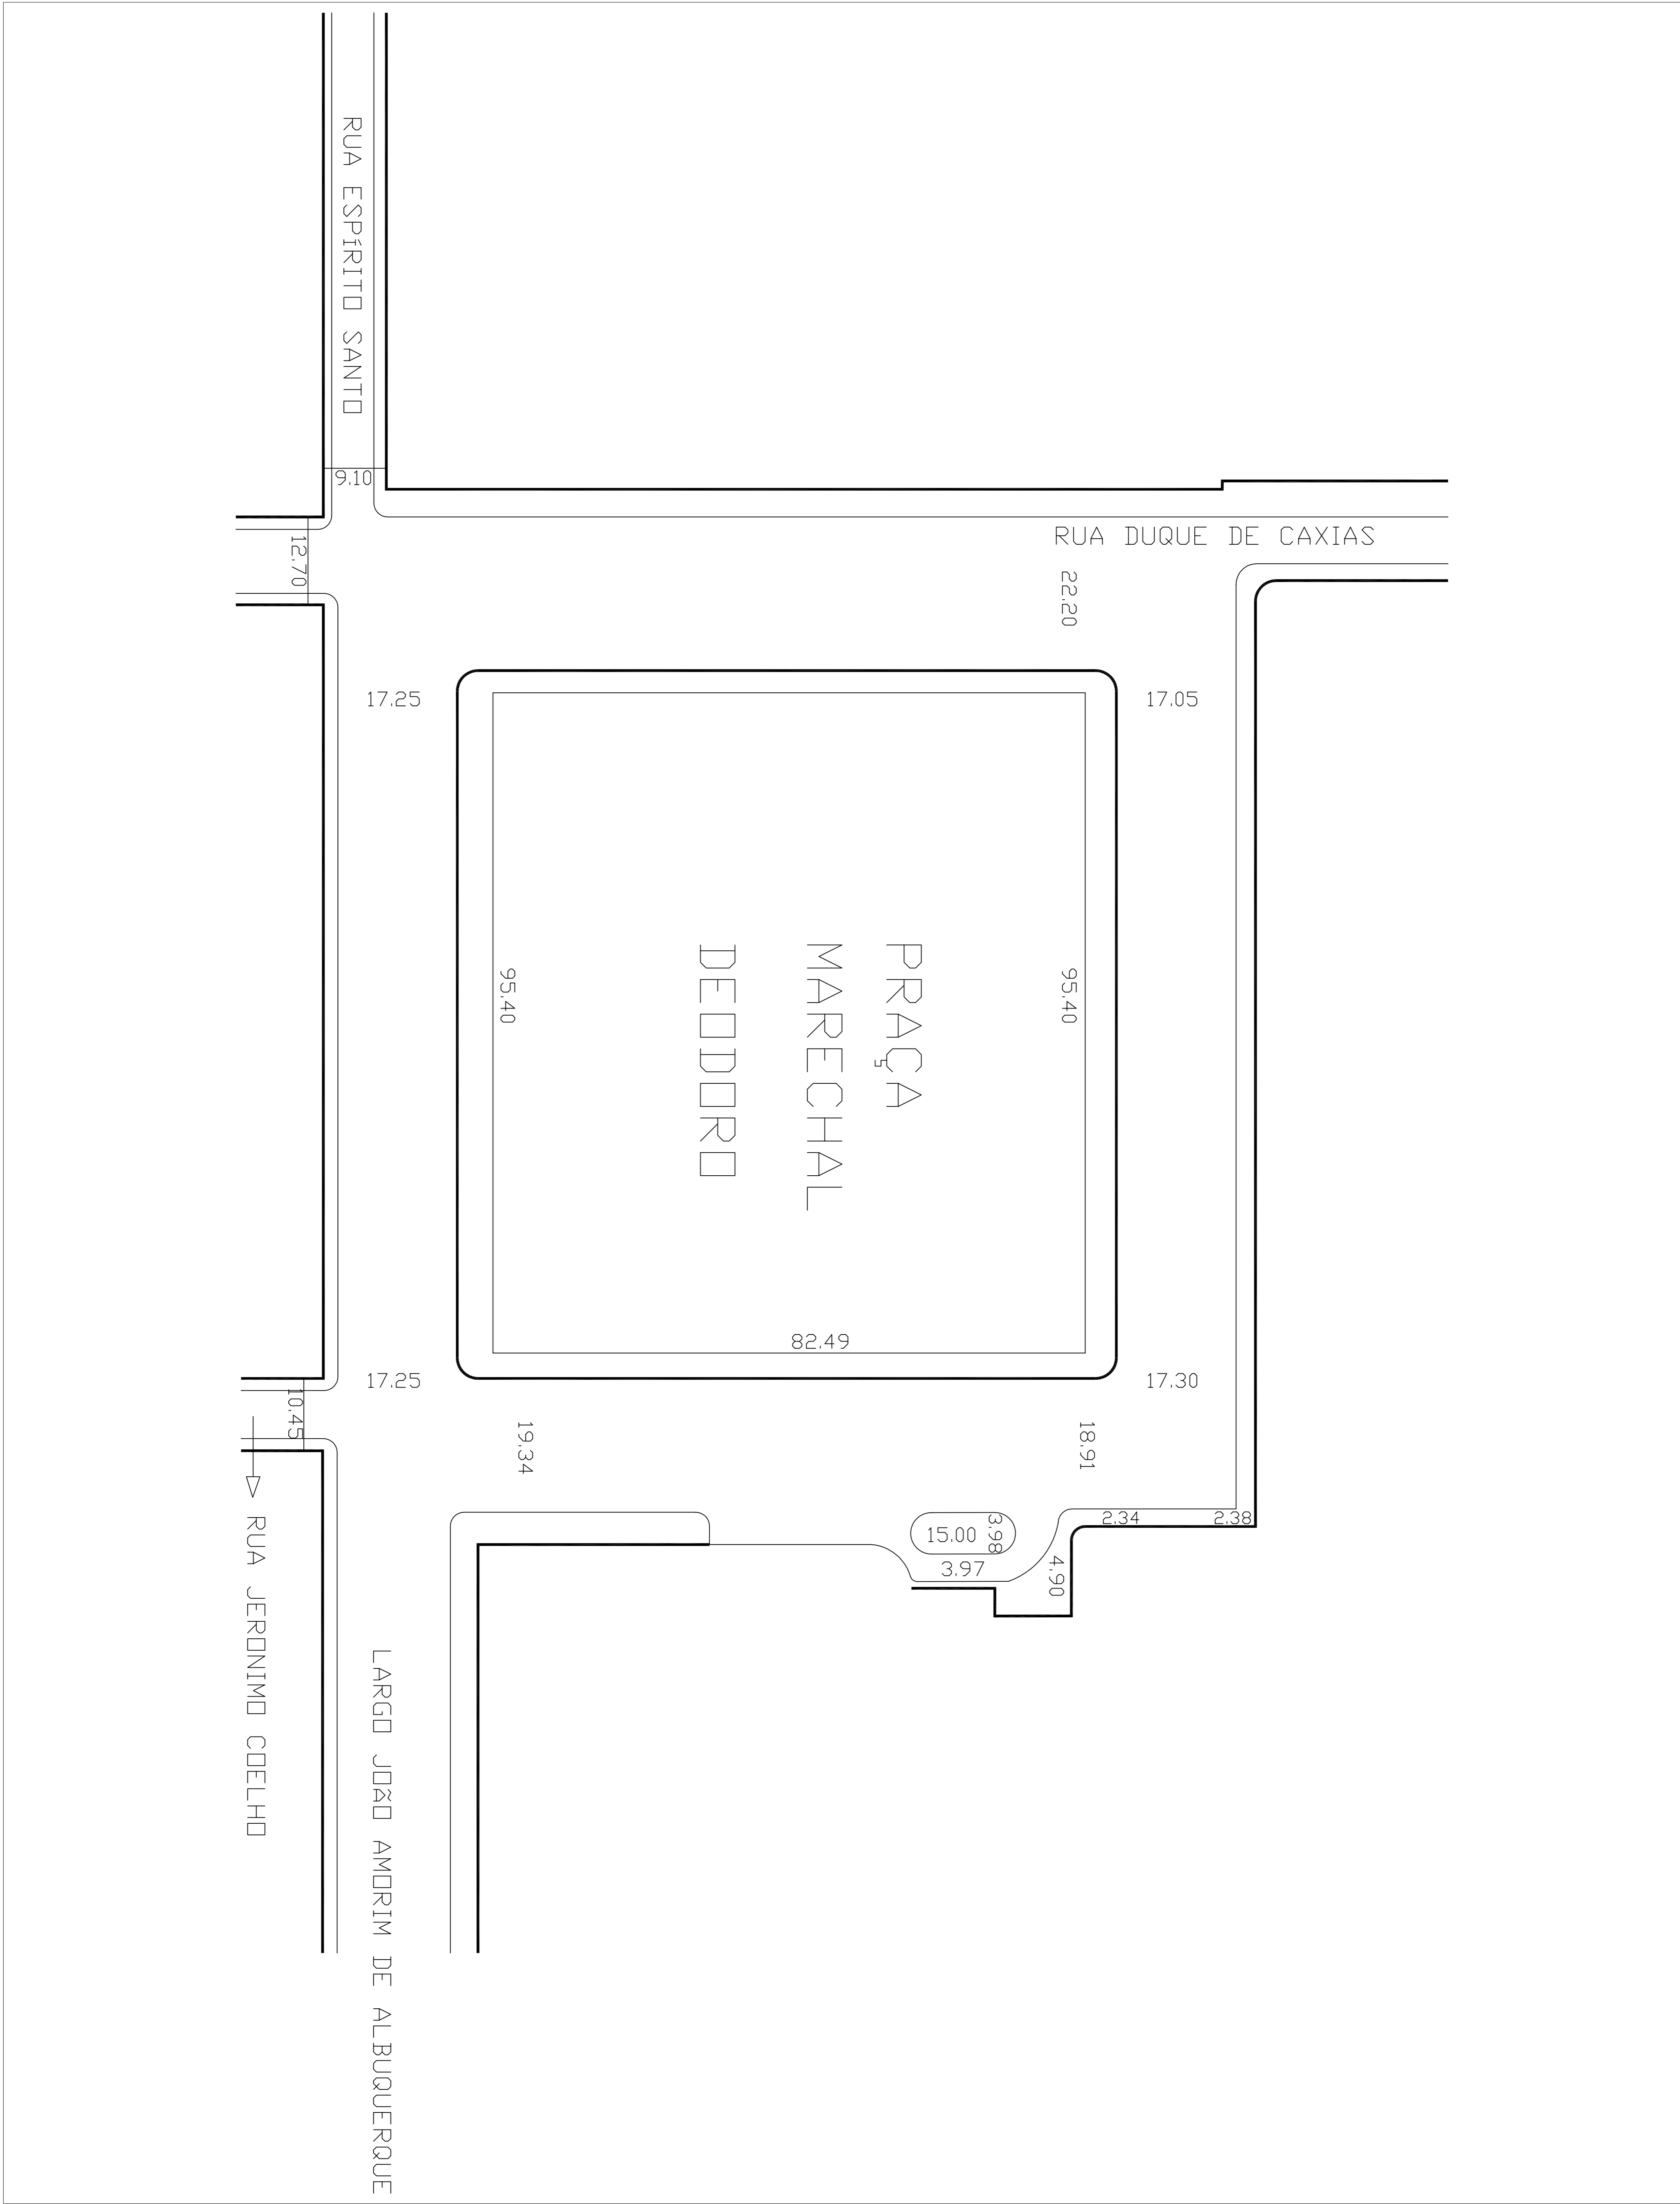 RUA ESPÍRITO SANTO
9.10
RUA DUQUE DE CAXIAS
12.70
22.20
17.25
17.05
PRAÇA
MARECHAL
DEODORO
95.40
95.40
82.49
17.25
17.30
10.45
19.34
18.91
2.34
2.38
15.00
3.98
3.97
4.90
RUA JERONIMO COELHO
LARGO JOÃO AMORIM DE ALBUQUERQUE